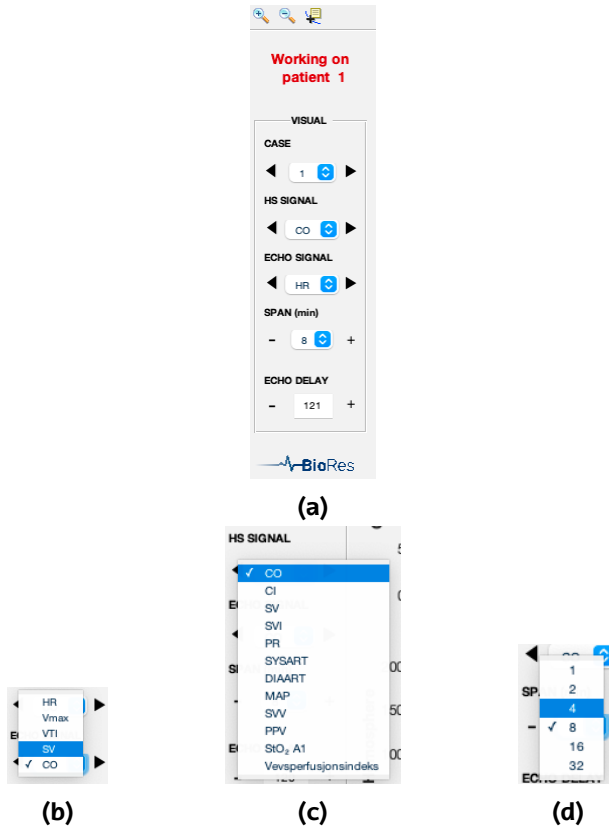 Working on
patient 1
VISUAL
CASE
1
HS SIGNAL
CO
ECHO SIGNAL
HR
SPAN (min)
- 8 +
ECHO DELAY
- 121 +
BioRes
(a)
HR
Vmax
VTI
SV
✓ CO
(b)
HS SIGNAL
✓ CO
CI
SV
SVI
PR
SYSART
DIAART
MAP
SVV
PPV
StO₂ A1
Vevsperfusjonsindeks
(c)
1
2
4
✓ 8
16
32
(d)